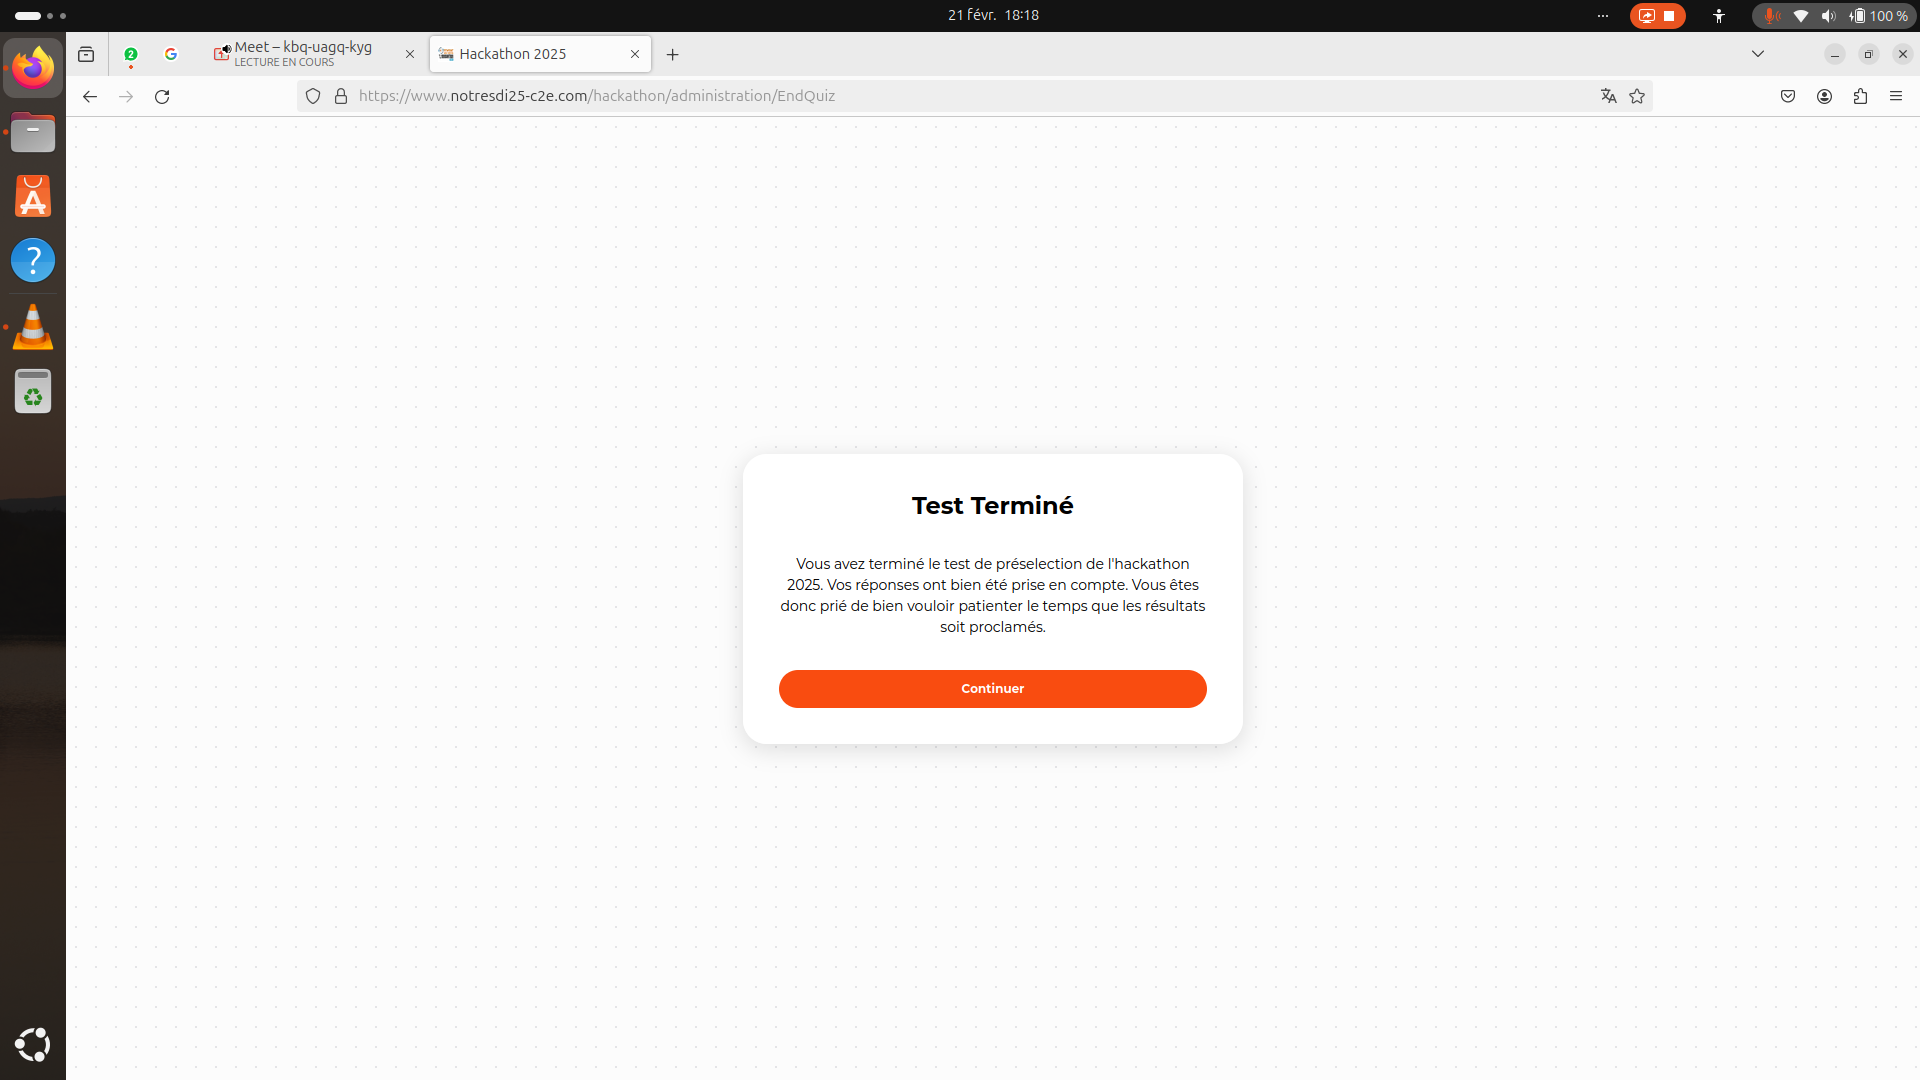 21 févr. 18:18
100 %
2
Meet – kbq-uagq-kyg
LECTURE EN COURS
Hackathon 2025
https://www.notresdi25-c2e.com/hackathon/administration/EndQuiz
Test Terminé
Vous avez terminé le test de préselection de l'hackathon
2025. Vos réponses ont bien été prise en compte. Vous êtes
donc prié de bien vouloir patienter le temps que les résultats
soit proclamés.
Continuer